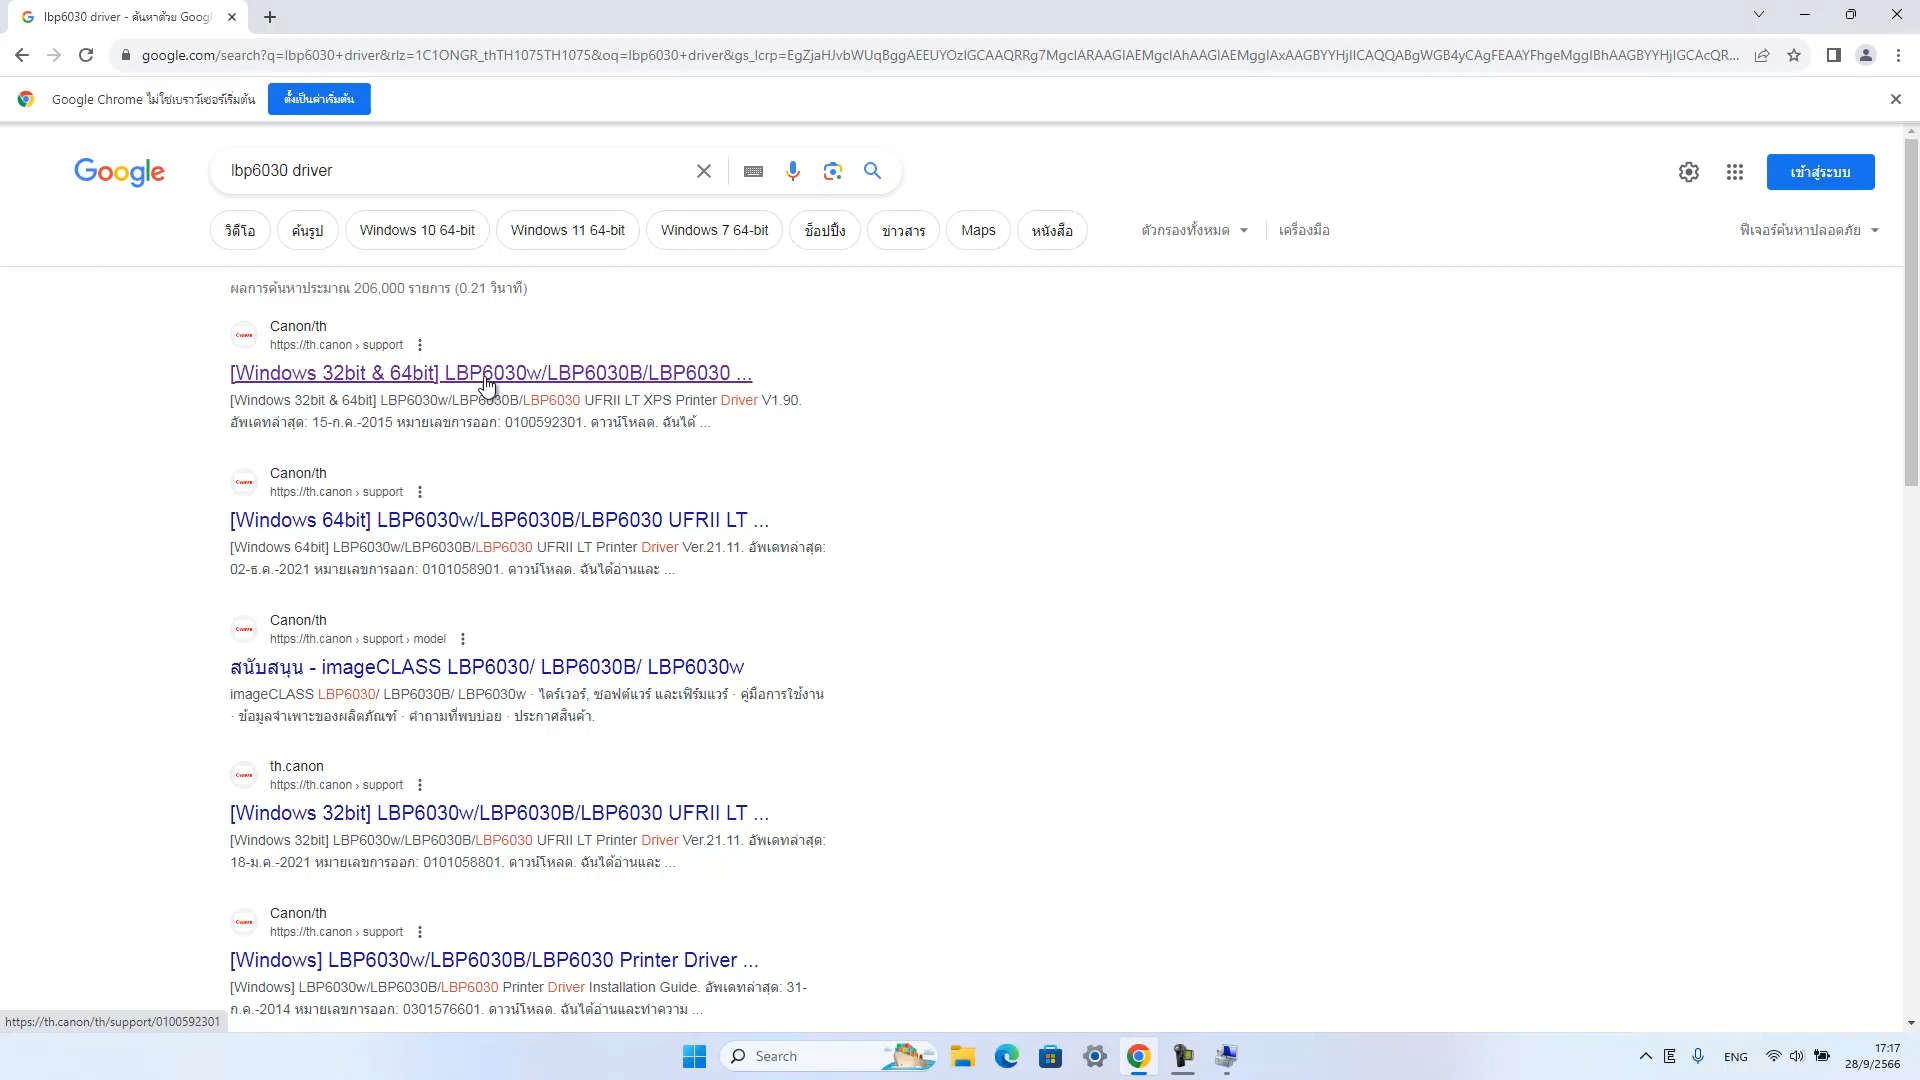 lbp6030 driver - ค้นหาด้วย Googl
google.com/search?q=lbp6030+driver&rlz=1C1ONGR_thTH1075TH1075&oq=lbp6030+driver&gs_lcrp=EgZjaHJvbWUqBggAEEUYOzIGCAAQRRg7MgcIARAAGIAEMgcIAhAAGIAEMggIAxAAGBYYHjIICAQQABgWGB4yCAgFEAAYFhgeMggIBhAAGBYYHjIGCAcQR...
Google Chrome ไม่ใช่เบราว์เซอร์เริ่มต้น
ตั้งเป็นค่าเริ่มต้น
Google
lbp6030 driver
เข้าสู่ระบบ
วิดีโอ
ค้นรูป
Windows 10 64-bit
Windows 11 64-bit
Windows 7 64-bit
ช็อปปิ้ง
ข่าวสาร
Maps
หนังสือ
ตัวกรองทั้งหมด
เครื่องมือ
ฟีเจอร์ค้นหาปลอดภัย
ผลการค้นหาประมาณ 206,000 รายการ (0.21 วินาที)
Canon/th
https://th.canon › support
[Windows 32bit & 64bit] LBP6030w/LBP6030B/LBP6030 ...
[Windows 32bit & 64bit] LBP6030w/LBP6030B/LBP6030 UFRII LT XPS Printer Driver V1.90.
อัพเดทล่าสุด: 15-ก.ค.-2015 หมายเลขการออก: 0100592301. ดาวน์โหลด. ฉันได้ ...
Canon/th
https://th.canon › support
[Windows 64bit] LBP6030w/LBP6030B/LBP6030 UFRII LT ...
[Windows 64bit] LBP6030w/LBP6030B/LBP6030 UFRII LT Printer Driver Ver.21.11. อัพเดทล่าสุด:
02-ธ.ค.-2021 หมายเลขการออก: 0101058901. ดาวน์โหลด. ฉันได้อ่านและ ...
Canon/th
https://th.canon › support › model
สนับสนุน - imageCLASS LBP6030/ LBP6030B/ LBP6030w
imageCLASS LBP6030/ LBP6030B/ LBP6030w · ไดร์เวอร์, ซอฟต์แวร์ และเฟิร์มแวร์ · คู่มือการใช้งาน
· ข้อมูลจำเพาะของผลิตภัณฑ์ · คำถามที่พบบ่อย · ประกาศสินค้า.
th.canon
https://th.canon › support
[Windows 32bit] LBP6030w/LBP6030B/LBP6030 UFRII LT ...
[Windows 32bit] LBP6030w/LBP6030B/LBP6030 UFRII LT Printer Driver Ver.21.11. อัพเดทล่าสุด:
18-ม.ค.-2021 หมายเลขการออก: 0101058801. ดาวน์โหลด. ฉันได้อ่านและ ...
Canon/th
https://th.canon › support
[Windows] LBP6030w/LBP6030B/LBP6030 Printer Driver ...
[Windows] LBP6030w/LBP6030B/LBP6030 Printer Driver Installation Guide. อัพเดทล่าสุด: 31-
ก.ค.-2014 หมายเลขการออก: 0301576601. ดาวน์โหลด. ฉันได้อ่านและทำความ ...
https://th.canon/th/support/0100592301
Search
ENG
17:17
28/9/2566